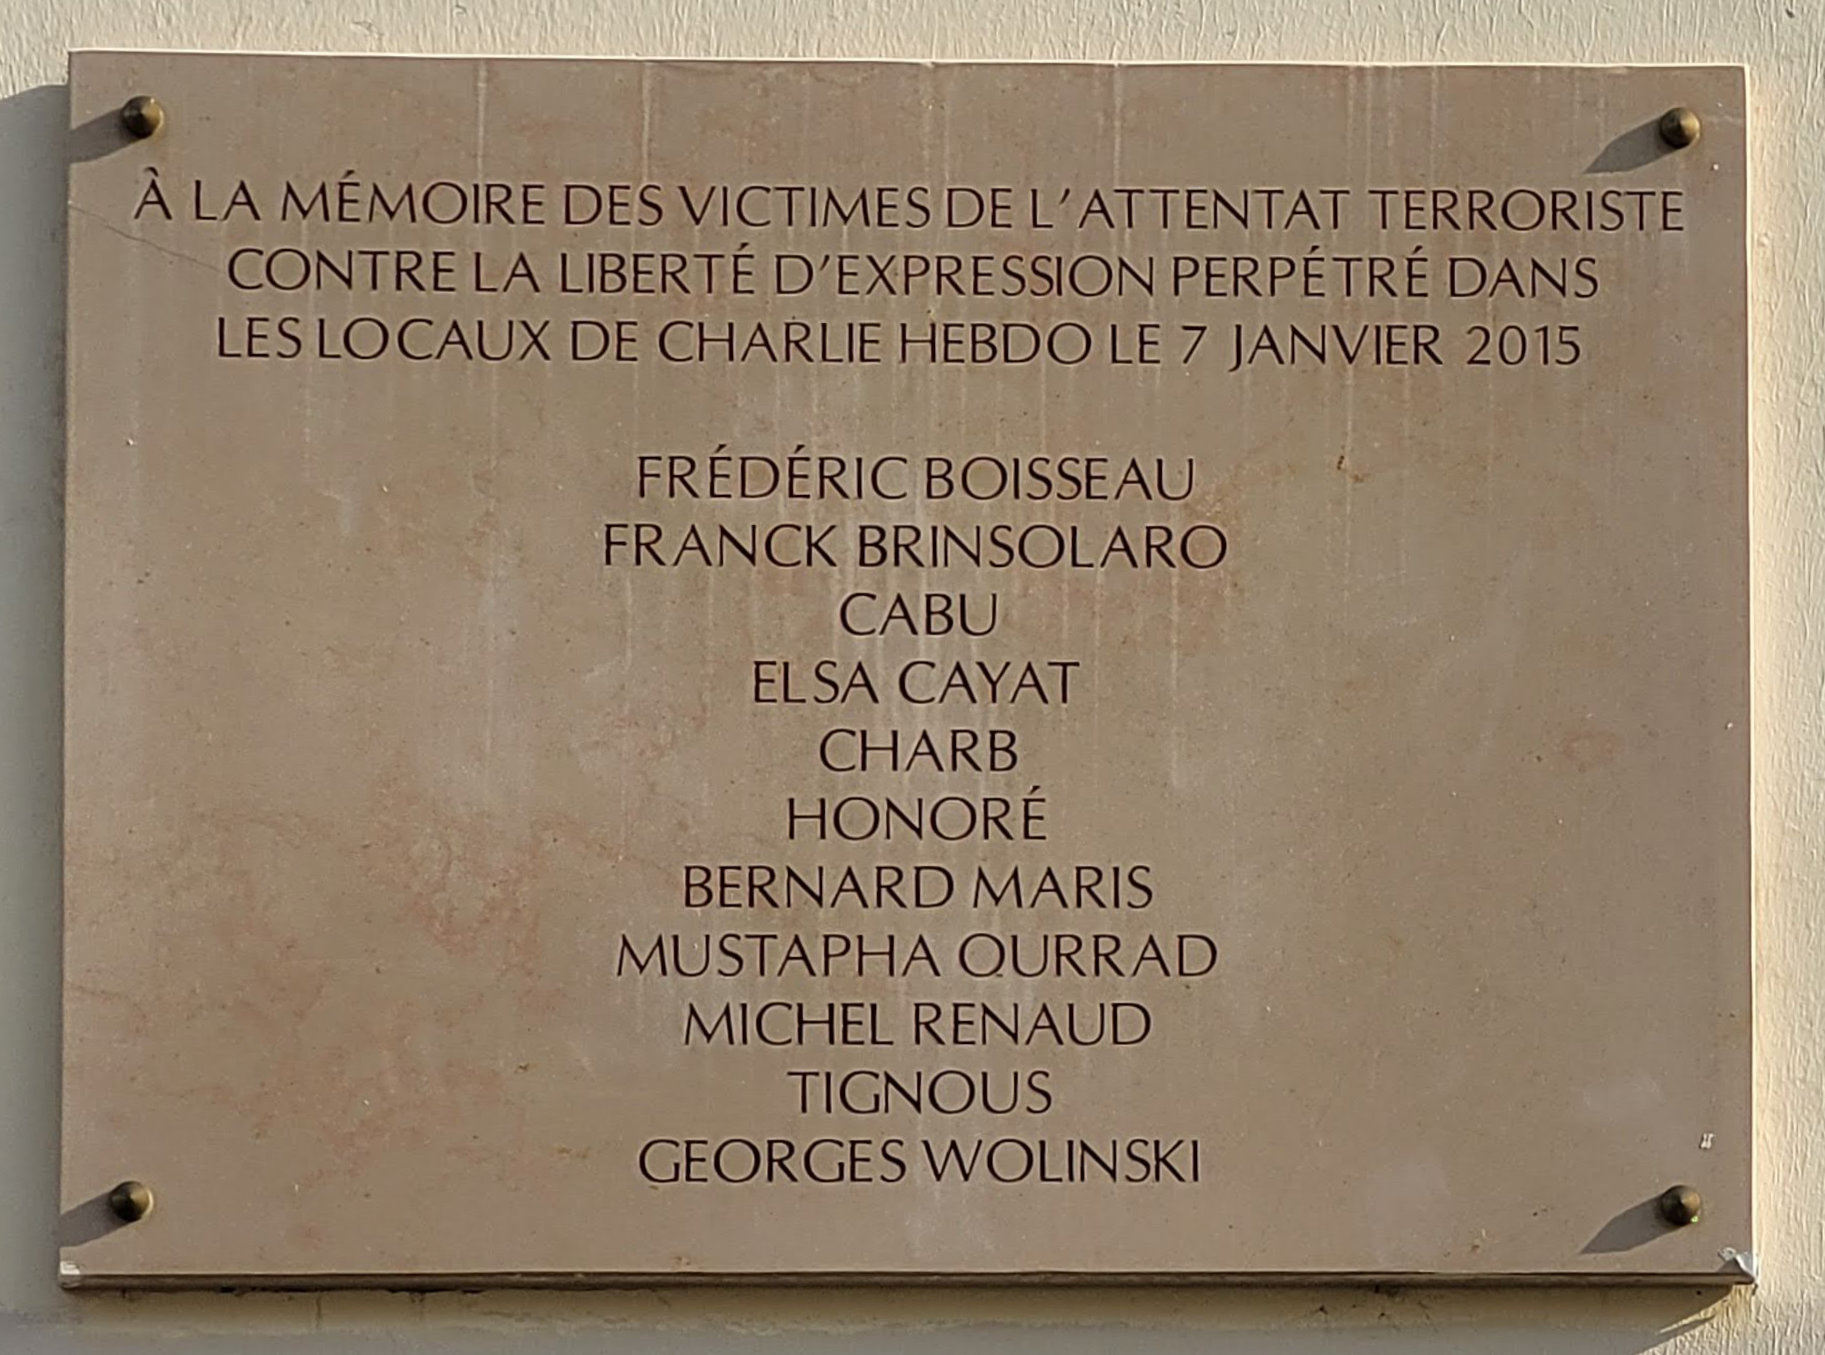 À LA MÉMOIRE DES VICTIMES DE L'ATTENTAT TERRORISTE
CONTRE LA LIBERTÉ D'EXPRESSION PERPÉTRÉ DANS
LES LOCAUX DE CHARLIE HEBDO LE 7 JANVIER 2015
FRÉDÉRIC BOISSEAU
FRANCK BRINSOLARO
CABU
ELSA CAYAT
CHARB
HONORÉ
BERNARD MARIS
MUSTAPHA OURRAD
MICHEL RENAUD
TIGNOUS
GEORGES WOLINSKI